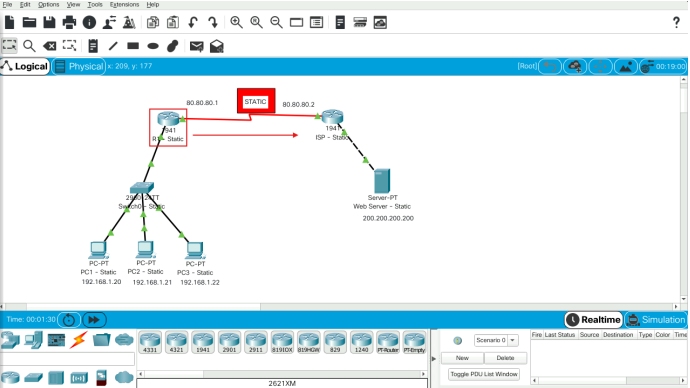 File Edit Options View Tools Extensions Help
?
Logical
Physical
x: 209, y: 177
[Root]
00:19:00
80.80.80.1
STATIC
80.80.80.2
1941
R1 - Static
1941
ISP - Static
2960-24TT
Switch0 - Static
Server-PT
Web Server - Static
200.200.200.200
PC-PT
PC1 - Static
192.168.1.20
PC-PT
PC2 - Static
192.168.1.21
PC-PT
PC3 - Static
192.168.1.22
Time: 00:01:30
Realtime
Simulation
4331
4321
1941
2901
2911
819IOX
819HGW
829
1240
PT-Router
PT-Empty
2621XM
Scenario 0
New
Delete
Toggle PDU List Window
Fire Last Status Source Destination Type Color Time